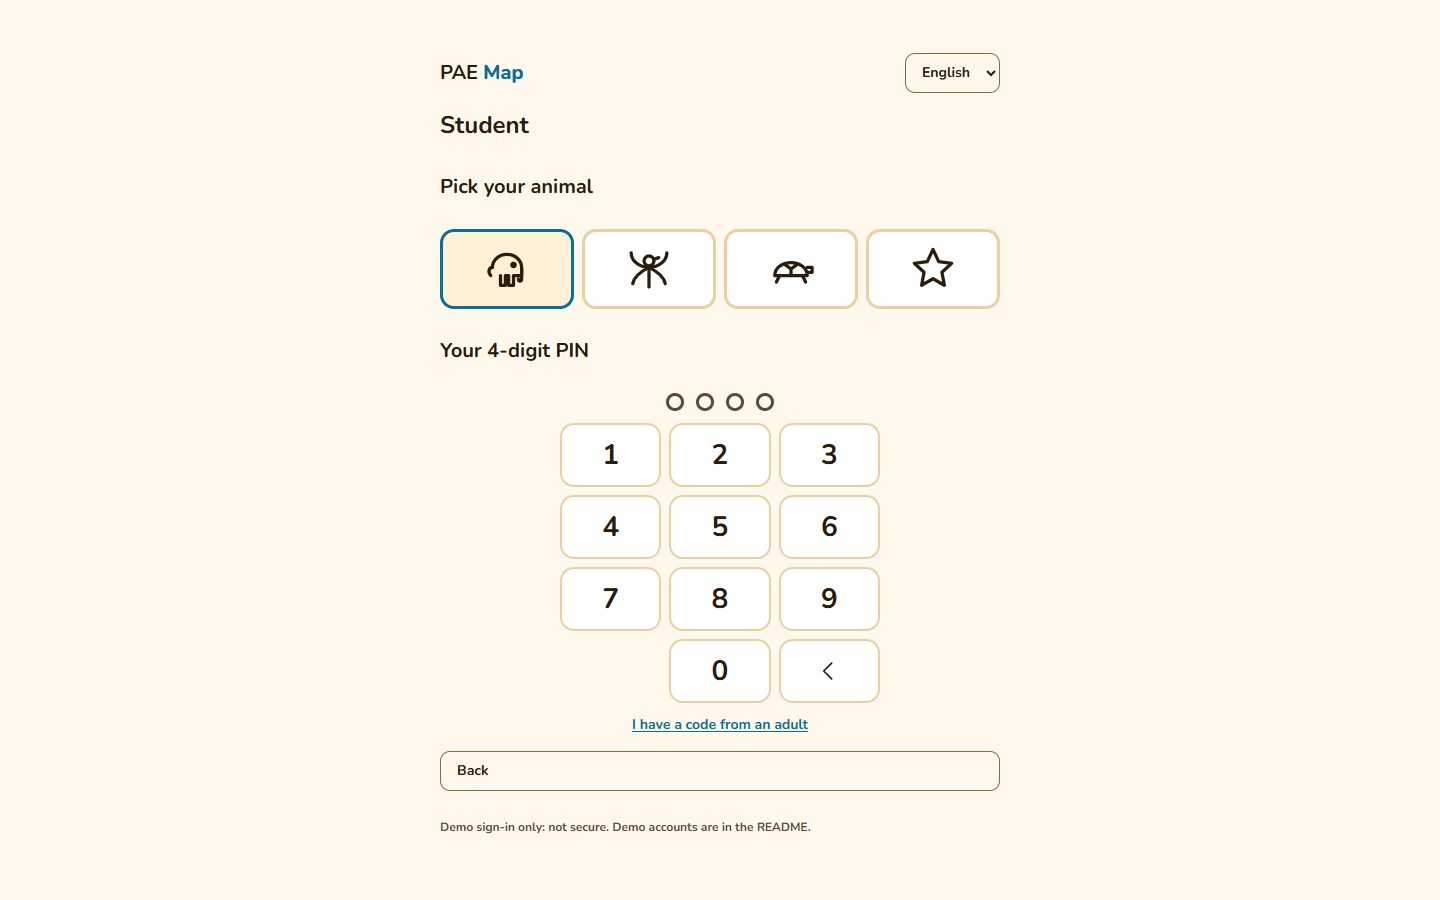 PAE Map
English
Student
Pick your animal
Your 4-digit PIN
1 2 3
4 5 6
7 8 9
0
I have a code from an adult
Back
Demo sign-in only: not secure. Demo accounts are in the README.